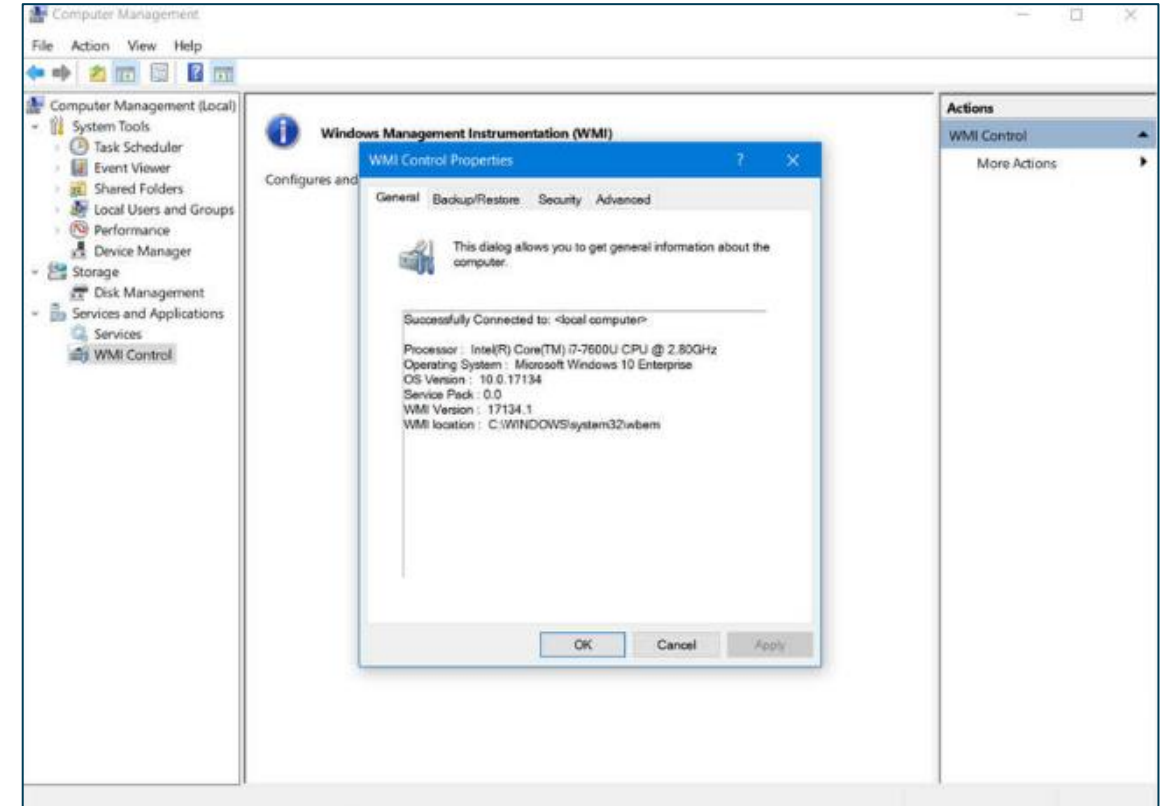 Computer Management
File Action View Help
Computer Management (Local)
System Tools
Task Scheduler
Event Viewer
Shared Folders
Local Users and Groups
Performance
Device Manager
Storage
Disk Management
Services and Applications
Services
WMI Control
Windows Management Instrumentation (WMI)
Configures and
WMI Control Properties
General Backup/Restore Security Advanced
This dialog allows you to get general information about the
computer.
Successfully Connected to: <local computer>
Processor : Intel(R) Core(TM) i7-7600U CPU @ 2.80GHz
Operating System : Microsoft Windows 10 Enterprise
OS Version : 10.0.17134
Service Pack : 0.0
WMI Version : 17134.1
WMI location : C:\WINDOWS\system32\wbem
OK Cancel Apply
Actions
WMI Control
More Actions